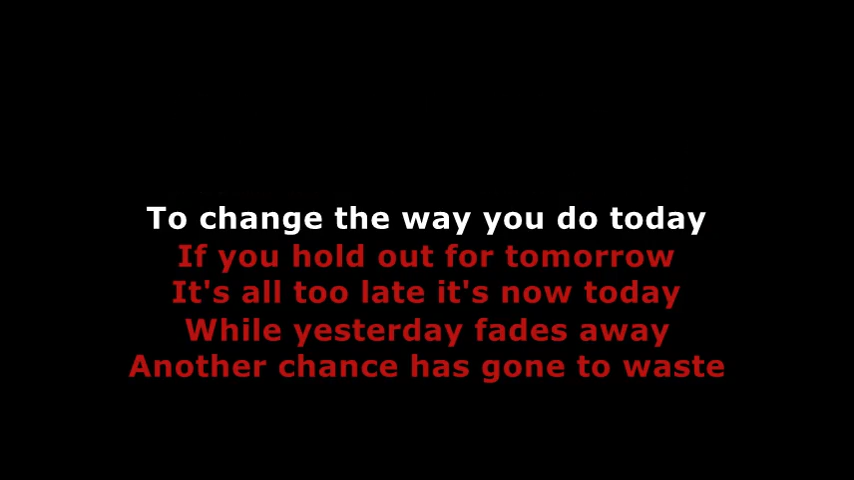 To change the way you do today
If you hold out for tomorrow
It's all too late it's now today
While yesterday fades away
Another chance has gone to waste